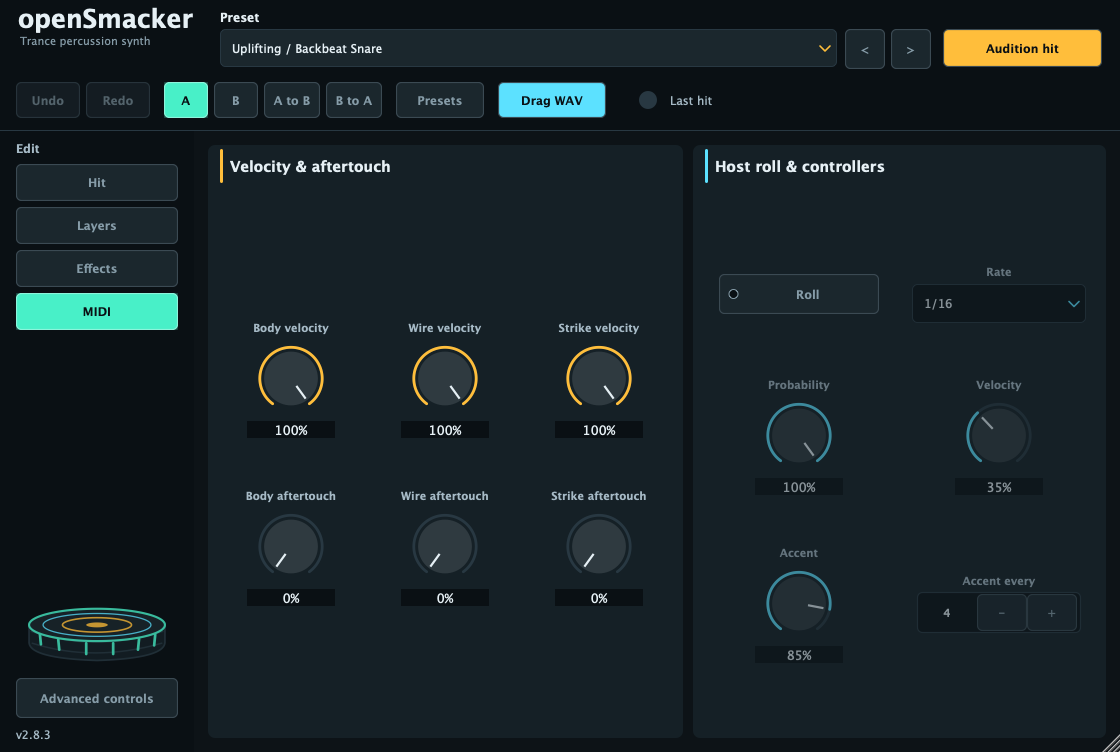 openSmacker
Trance percussion synth
Preset
Uplifting / Backbeat Snare
<
>
Audition hit
Undo
Redo
A
B
A to B
B to A
Presets
Drag WAV
Last hit
Edit
Hit
Layers
Effects
MIDI
Velocity & aftertouch
Body velocity
Wire velocity
Strike velocity
100%
100%
100%
Body aftertouch
Wire aftertouch
Strike aftertouch
0%
0%
0%
Host roll & controllers
Roll
Rate
1/16
Probability
Velocity
100%
35%
Accent
85%
Accent every
4
-
+
Advanced controls
v2.8.3